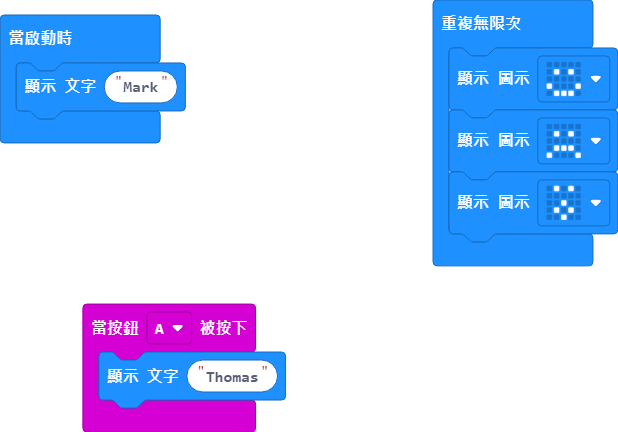 當啟動時
顯示 文字 "Mark"
重複無限次
顯示 圖示
顯示 圖示
顯示 圖示
當按鈕 A 被按下
顯示 文字 "Thomas"